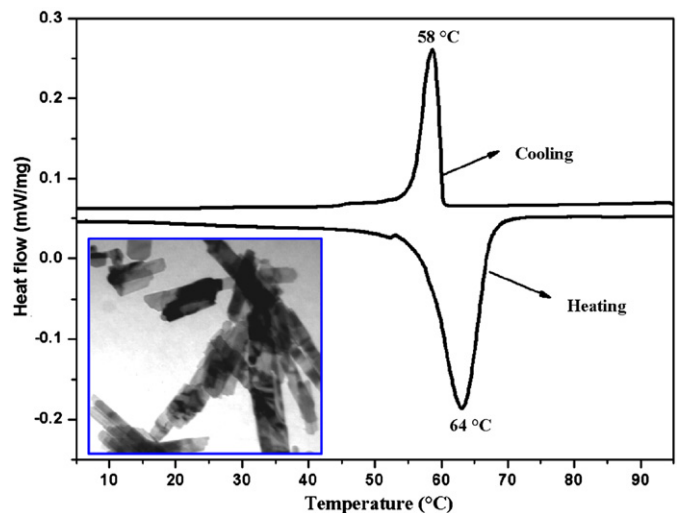 0.3
0.2
0.1
0.0
-0.1
-0.2
Heat flow (mW/mg)
58 °C
Cooling
Heating
64 °C
10 20 30 40 50 60 70 80 90
Temperature (°C)